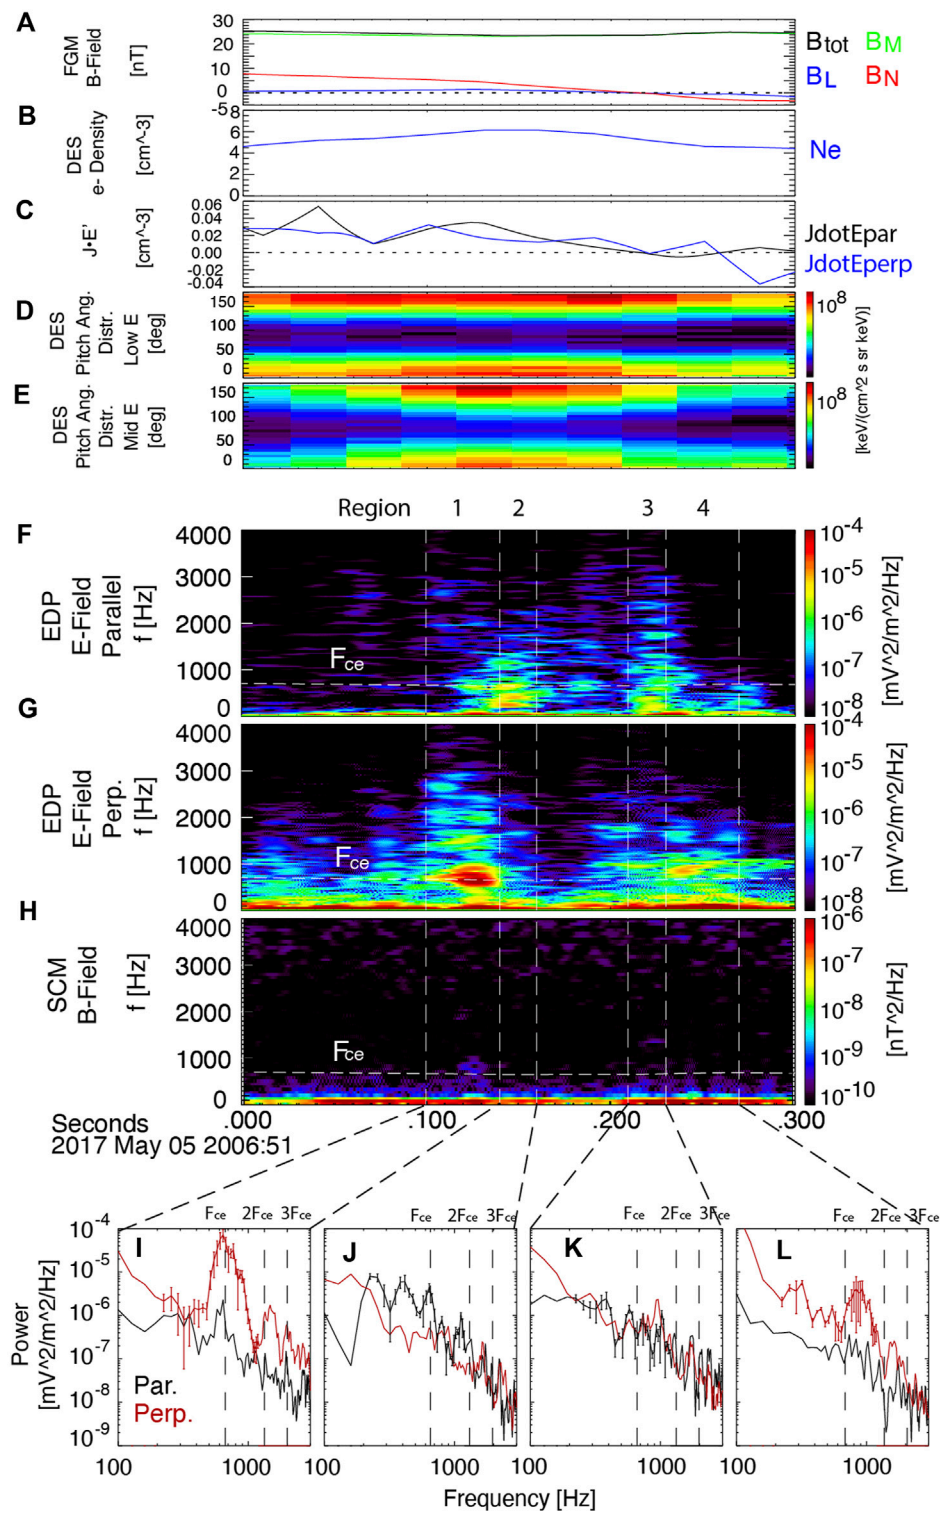 A
FGM
B-Field
[nT]
30
20
10
0
-5
Btot BM
BL BN
B
DES
e- Density
[cm^-3]
8
6
4
2
0
Ne
C
J•E'
[cm^-3]
0.06
0.04
0.02
0.00
-0.02
-0.04
JdotEpar
JdotEperp
D
DES
Pitch Ang.
Distr.
Low E
[deg]
150
100
50
0
10^8
E
DES
Pitch Ang.
Distr.
Mid E
[deg]
150
100
50
0
10^8
[keV/(cm^2 s sr keV)]
Region 1 2 3 4
F
EDP
E-Field
Parallel
f [Hz]
4000
3000
2000
1000
0
Fce
10^-4
10^-5
10^-6
10^-7
10^-8
[mV^2/m^2/Hz]
G
EDP
E-Field
Perp.
f [Hz]
4000
3000
2000
1000
0
Fce
10^-4
10^-5
10^-6
10^-7
10^-8
[mV^2/m^2/Hz]
H
SCM
B-Field
f [Hz]
4000
3000
2000
1000
0
Fce
10^-6
10^-7
10^-8
10^-9
10^-10
[nT^2/Hz]
Seconds
.000 .100 .200 .300
2017 May 05 2006:51
Fce 2Fce 3Fce
Fce 2Fce 3Fce
Fce 2Fce 3Fce
Fce 2Fce 3Fce
I J K L
Power
[mV^2/m^2/Hz]
10^-4
10^-5
10^-6
10^-7
10^-8
10^-9
Par.
Perp.
100 1000 100 1000 100 1000 100 1000
Frequency [Hz]